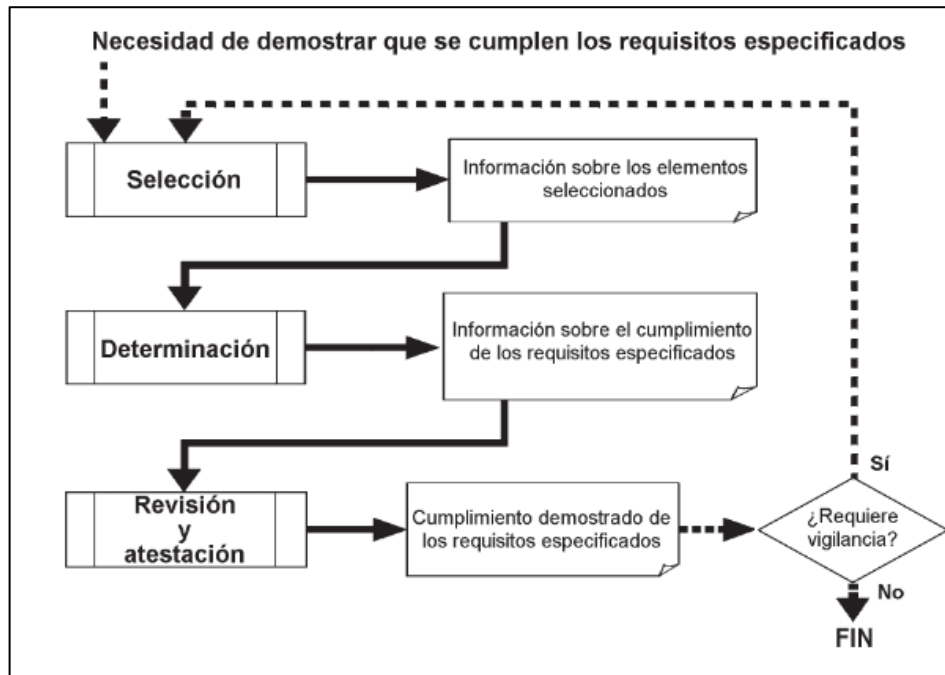 Necesidad de demostrar que se cumplen los requisitos especificados
Selección
Información sobre los elementos
seleccionados
Determinación
Información sobre el cumplimiento
de los requisitos especificados
Revisión
y
atestación
Cumplimiento demostrado de
los requisitos especificados
Sí
¿Requiere
vigilancia?
No
FIN